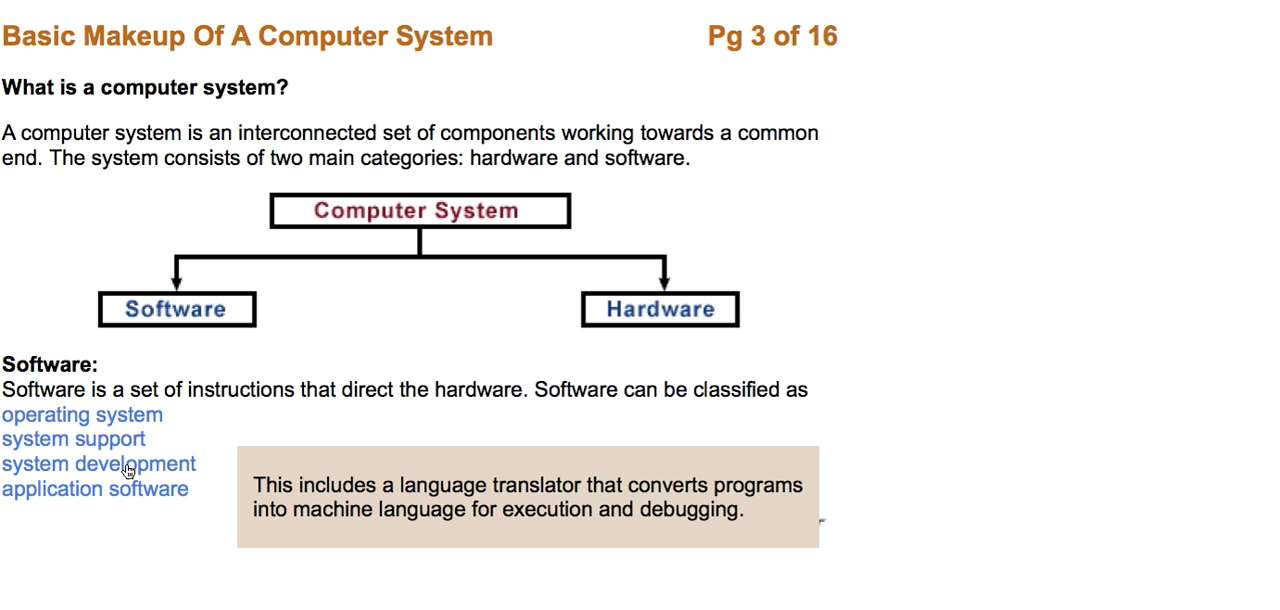 Basic Makeup Of A Computer System Pg 3 of 16
What is a computer system?
A computer system is an interconnected set of components working towards a common
end. The system consists of two main categories: hardware and software.
Computer System
Software Hardware
Software:
Software is a set of instructions that direct the hardware. Software can be classified as
operating system
system support
system development
application software
This includes a language translator that converts programs
into machine language for execution and debugging.